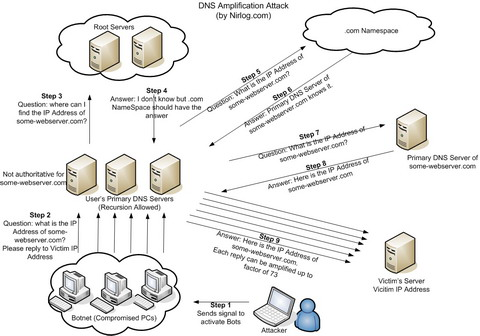 DNS Amplification Attack
(by Nirlog.com)
Root Servers
.com Namespace
Step 3
Question: where can I
find the IP Address of
some-webserver.com?
Step 4
Answer: I don't know but .com
NameSpace should have the
answer
Step 5
Question: What is the IP Address of
some-webserver.com?
Step 6
Answer: Primary DNS Server of
some-webserver.com knows it.
Step 7
Question: What is the IP Address of
some-webserver.com?
Step 8
Answer: Here is the IP Address of
some-webserver.com
Primary DNS Server of
some-webserver.com
Not authoritative for
some-webserver.com
User's Primary DNS Servers
(Recursion Allowed)
Step 2
Question: what is the IP
Address of some-
webserver.com?
Please reply to Victim IP
Address
Step 9
Answer: Here is the IP Address of
some-webserver.com.
Each reply can be amplified up to
factor of 73
Victim's Server
Vicitim IP Address
Botnet (Compromised PCs)
Step 1
Sends signal to
activate Bots
Attacker